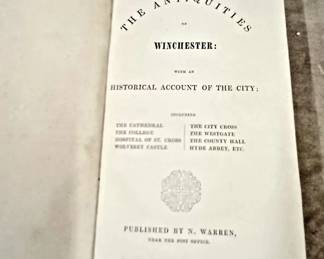 THE ANTIQUITIES
OF
WINCHESTER:
WITH AN
HISTORICAL ACCOUNT OF THE CITY;
INCLUDING
THE CATHEDRAL
THE COLLEGE
HOSPITAL OF ST. CROSS
WOLVESEY CASTLE
THE CITY CROSS
THE WESTGATE
THE COUNTY HALL
HYDE ABBEY, ETC.
PUBLISHED BY N. WARREN,
NEAR THE POST OFFICE.